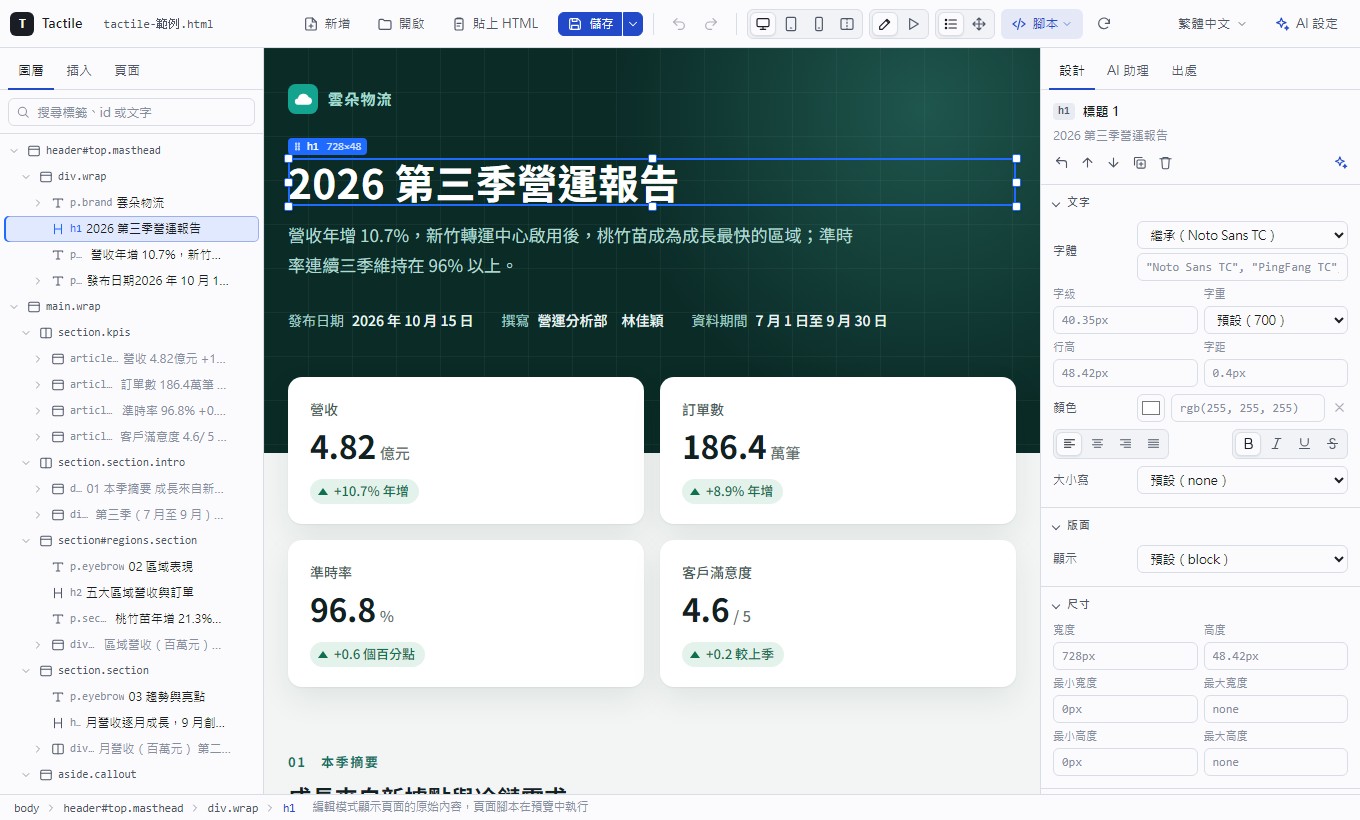 T Tactile tactile-範例.html 新增 開啟 貼上 HTML 儲存 腳本 繁體中文 AI 設定
圖層 插入 頁面
搜尋標籤、id 或文字
header#top.masthead
div.wrap
p.brand 雲朵物流
h1 2026 第三季營運報告
p… 營收年增 10.7%，新竹…
p… 發布日期2026 年 10 月 1…
main.wrap
section.kpis
article… 營收 4.82億元 +1…
articl… 訂單數 186.4萬筆 …
articl… 準時率 96.8% +0.…
articl… 客戶滿意度 4.6/ 5 …
section.section.intro
d… 01 本季摘要 成長來自新…
di… 第三季（7 月至 9 月）…
section#regions.section
p.eyebrow 02 區域表現
h2 五大區域營收與訂單
p.sec… 桃竹苗年增 21.3%…
div… 區域營收（百萬元）…
section.section
p.eyebrow 03 趨勢與亮點
h… 月營收逐月成長，9 月創…
div… 月營收（百萬元） 第二…
aside.callout
雲朵物流
h1 728×48
2026 第三季營運報告
營收年增 10.7%，新竹轉運中心啟用後，桃竹苗成為成長最快的區域；準時
率連續三季維持在 96% 以上。
發布日期 2026 年 10 月 15 日 撰寫 營運分析部 林佳穎 資料期間 7 月 1 日至 9 月 30 日
營收
4.82 億元
+10.7% 年增
訂單數
186.4 萬筆
+8.9% 年增
準時率
96.8 %
+0.6 個百分點
客戶滿意度
4.6 / 5
+0.2 較上季
01 本季摘要
成長來自新據點與冷鏈需求
設計 AI 助理 出處
h1 標題 1
2026 第三季營運報告
文字
字體 繼承（Noto Sans TC）
"Noto Sans TC", "PingFang TC"
字級 字重
40.35px 預設（700）
行高 字距
48.42px 0.4px
顏色 rgb(255, 255, 255)
B I U S
大小寫 預設（none）
版面
顯示 預設（block）
尺寸
寬度 高度
728px 48.42px
最小寬度 最大寬度
0px none
最小高度 最大高度
0px none
body header#top.masthead div.wrap h1 編輯模式顯示頁面的原始內容，頁面腳本在預覽中執行